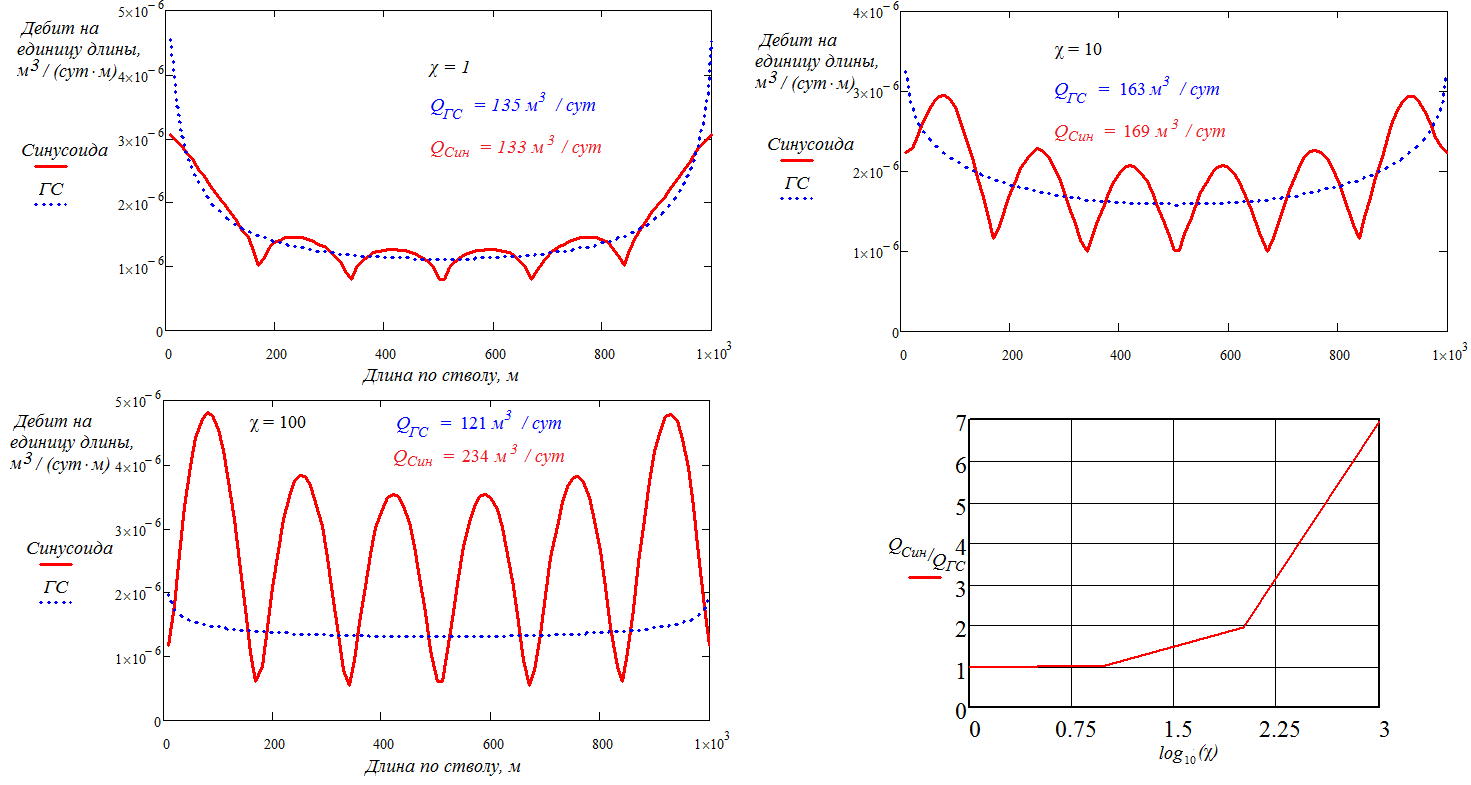 Дебит на
единицу длины,
м³ / (сут · м)
5×10⁻⁶
4×10⁻⁶
3×10⁻⁶
2×10⁻⁶
1×10⁻⁶
0
χ = 1
Q_ГС = 135 м³ / сут
Q_Син = 133 м³ / сут
Синусоида
ГС
0 200 400 600 800 1×10³
Длина по стволу, м
Дебит на
единицу длины,
м³ / (сут · м)
4×10⁻⁶
3×10⁻⁶
2×10⁻⁶
1×10⁻⁶
0
χ = 10
Q_ГС = 163 м³ / сут
Q_Син = 169 м³ / сут
Синусоида
ГС
0 200 400 600 800 1×10³
Длина по стволу, м
Дебит на
единицу длины,
м³ / (сут · м)
5×10⁻⁶
4×10⁻⁶
3×10⁻⁶
2×10⁻⁶
1×10⁻⁶
0
χ = 100
Q_ГС = 121 м³ / сут
Q_Син = 234 м³ / сут
Синусоида
ГС
0 200 400 600 800 1×10³
Длина по стволу, м
7
6
5
4
3
2
1
0
Q_Син/Q_ГС
0 0.75 1.5 2.25 3
log₁₀(χ)